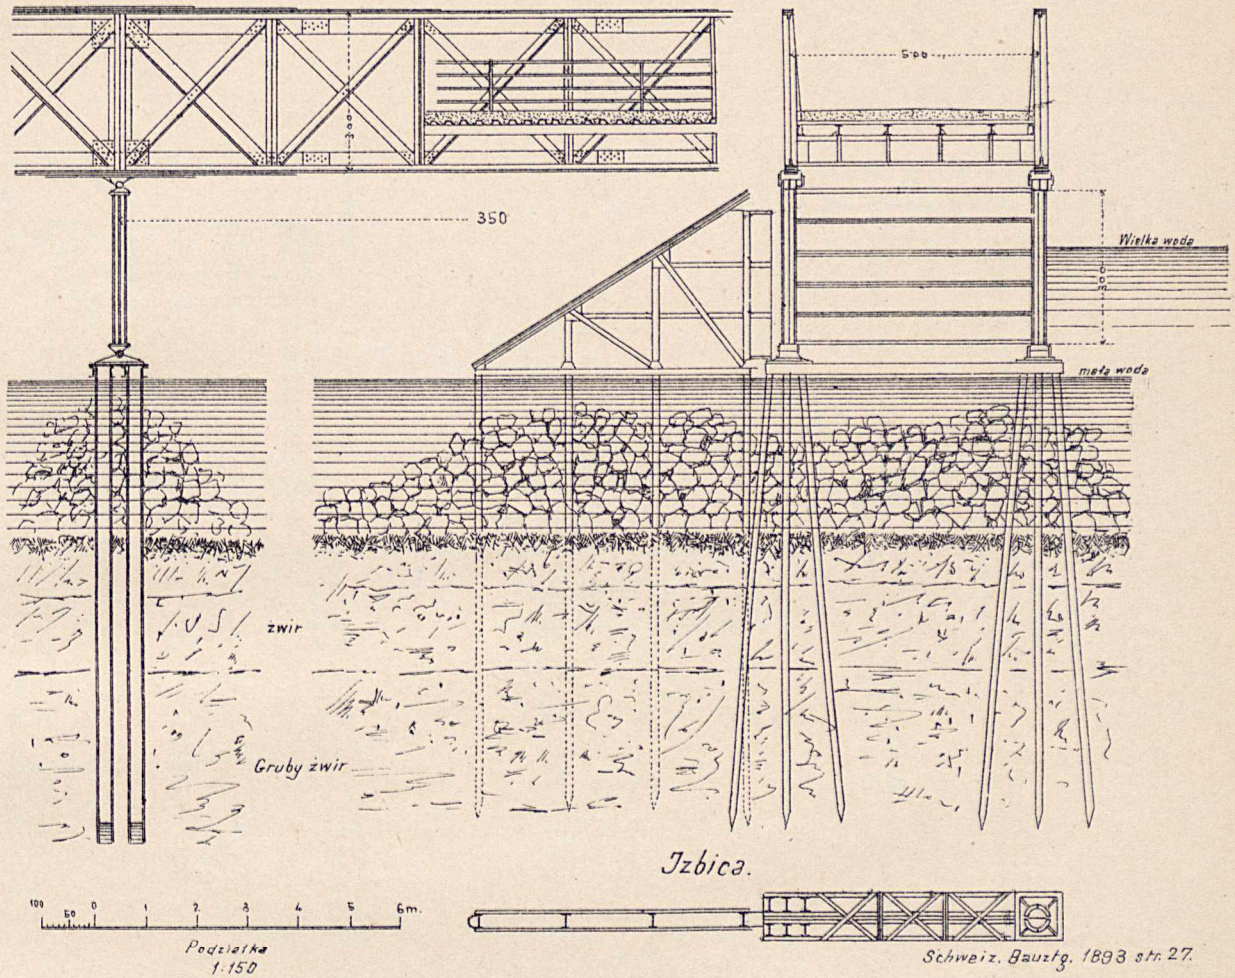 5·00
3·00
350
Wielka woda
3·00
mała woda
żwir
Gruby żwir
Izbica.
100 50 0 1 2 3 4 5 6m.
Podziałka
1:150
Schweiz. Bauztg. 1893 str. 27.